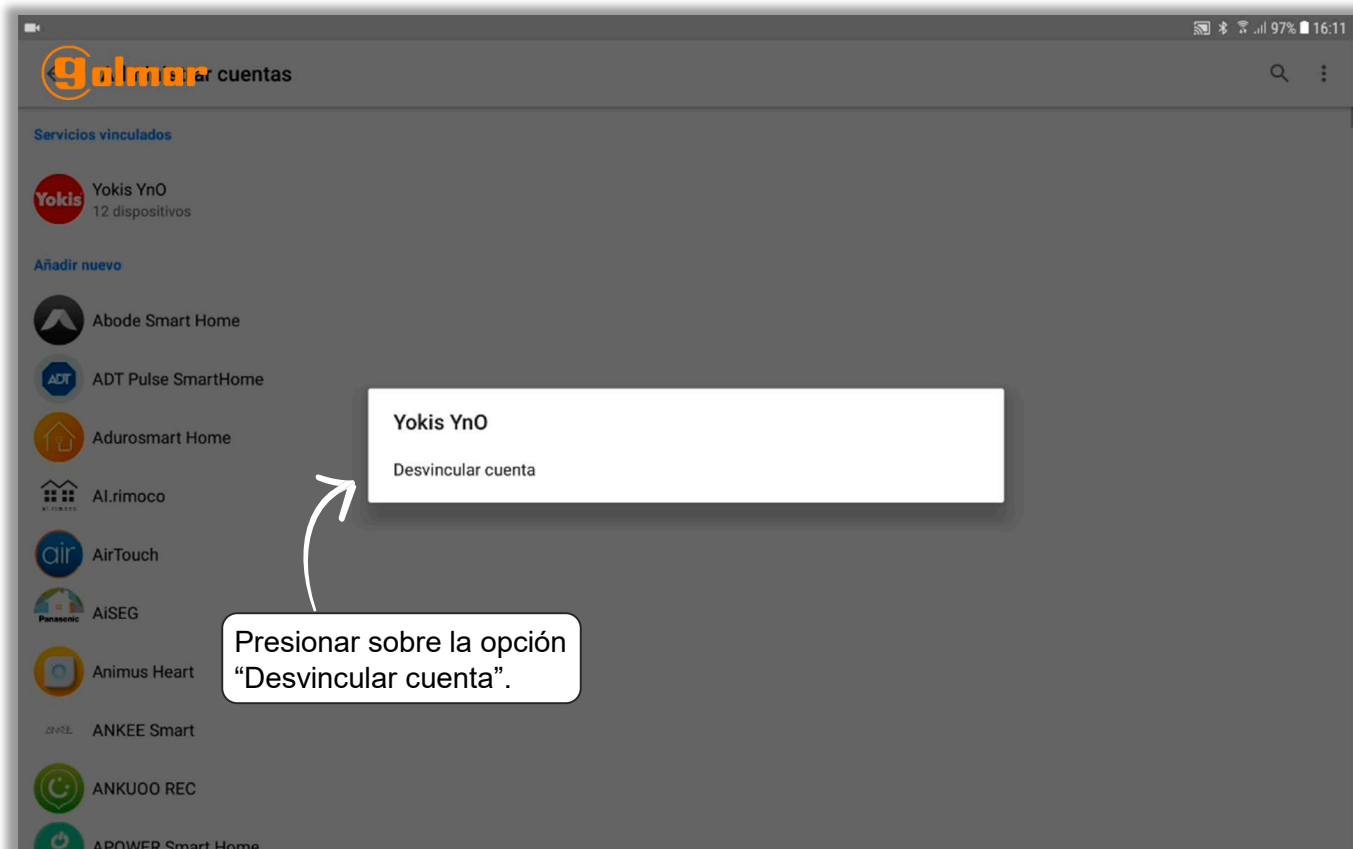 97% 16:11
golmar
Administrar cuentas
Servicios vinculados
Yokis
Yokis YnO
12 dispositivos
Añadir nuevo
Abode Smart Home
ADT
ADT Pulse SmartHome
Adurosmart Home
Al.rimoco
air
AirTouch
Panasonic
AiSEG
Animus Heart
ANKEE Smart
ANKUOO REC
APOWER Smart Home
Yokis YnO
Desvincular cuenta
Presionar sobre la opción
“Desvincular cuenta”.